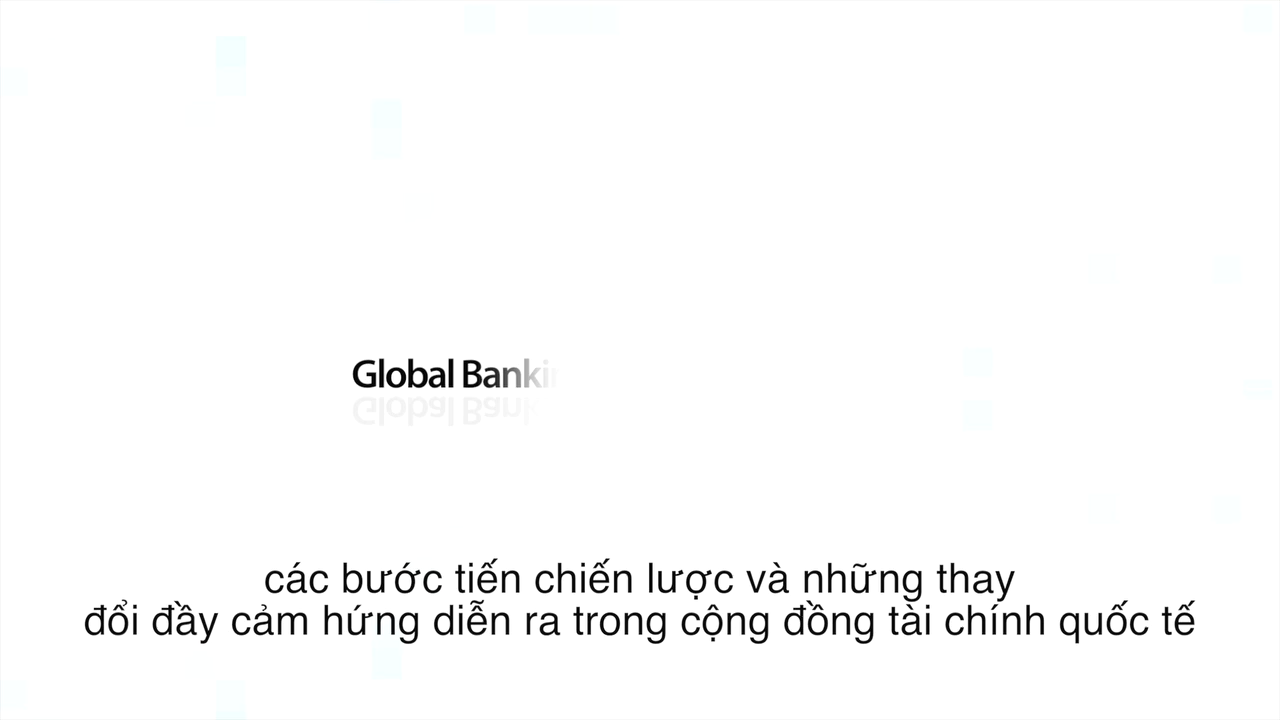 Global Bankin
các bước tiến chiến lược và những thay
đổi đầy cảm hứng diễn ra trong cộng đồng tài chính quốc tế